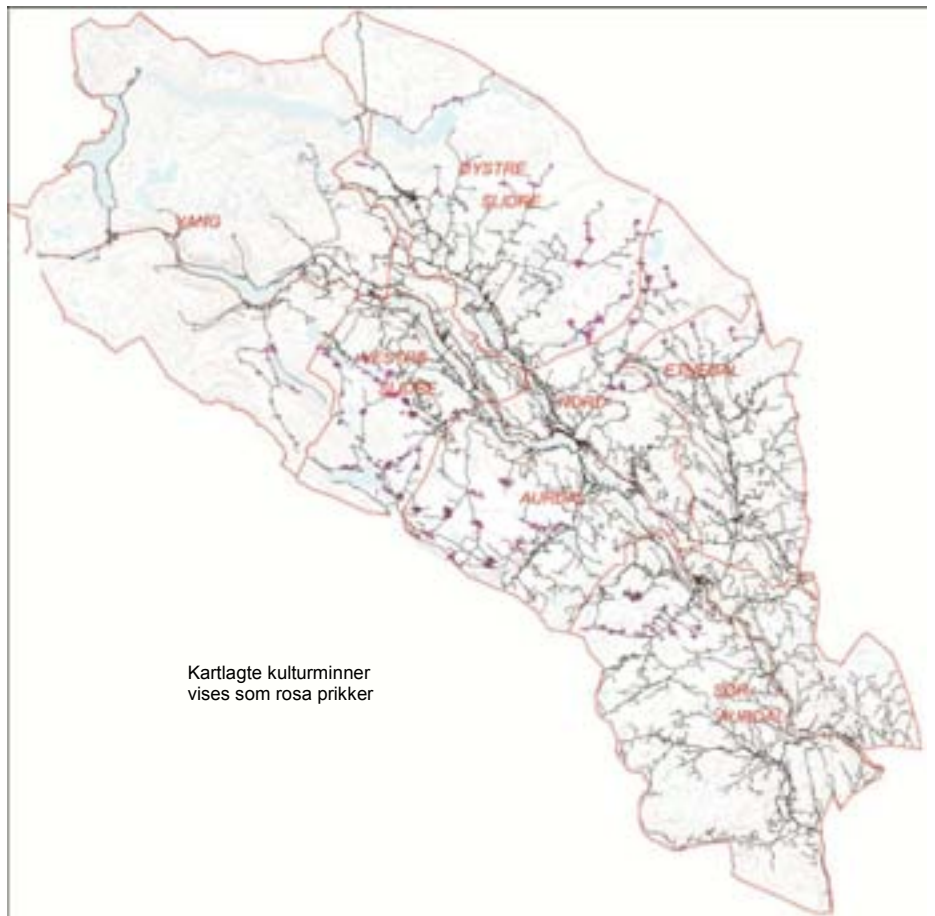 ØYSTRE
SLIDRE
VANG
VESTRE
SLIDRE
ETNEDAL
NORD
AURDAL
Kartlagte kulturminner
vises som rosa prikker
SØR
AURDAL